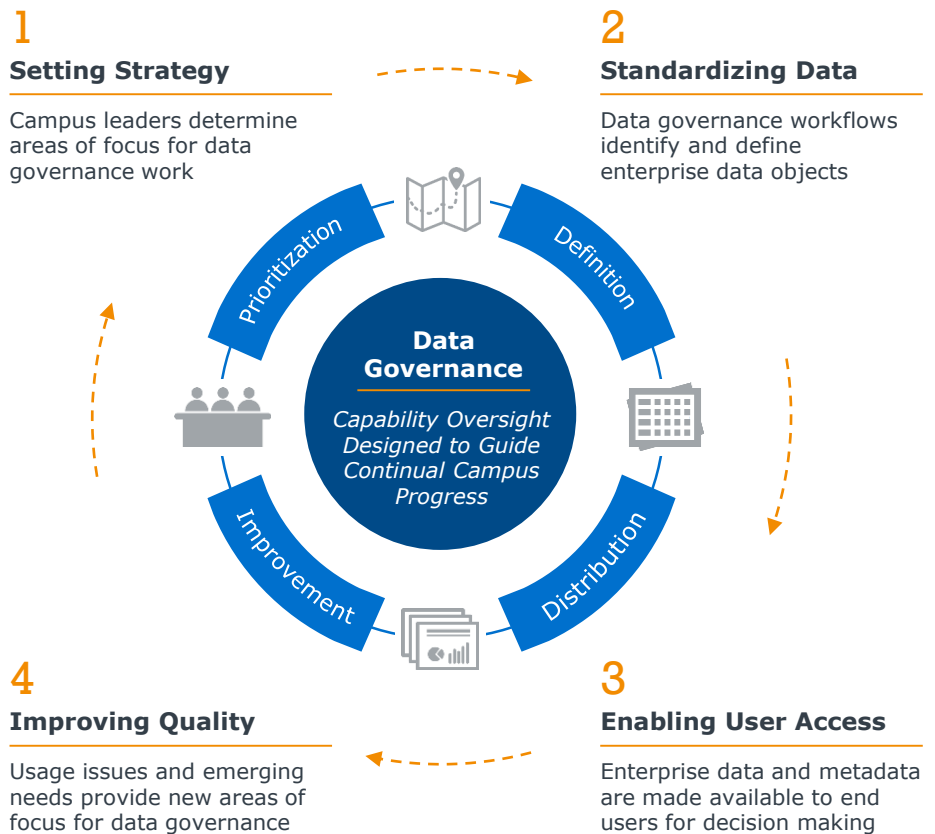 1
Setting Strategy
Campus leaders determine
areas of focus for data
governance work
2
Standardizing Data
Data governance workflows
identify and define
enterprise data objects
Prioritization
Definition
Data
Governance
Capability Oversight
Designed to Guide
Continual Campus
Progress
Improvement
Distribution
4
Improving Quality
Usage issues and emerging
needs provide new areas of
focus for data governance
3
Enabling User Access
Enterprise data and metadata
are made available to end
users for decision making